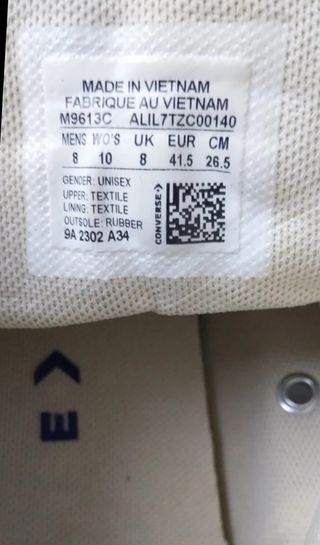 MADE IN VIETNAM
FABRIQUE AU VIETNAM
M9613C ALIL7TZC00140
MENS WO'S UK EUR CM
8 10 8 41.5 26.5
GENDER: UNISEX
UPPER: TEXTILE
LINING: TEXTILE
OUTSOLE: RUBBER
9A 2302 A34
CONVERSE
E